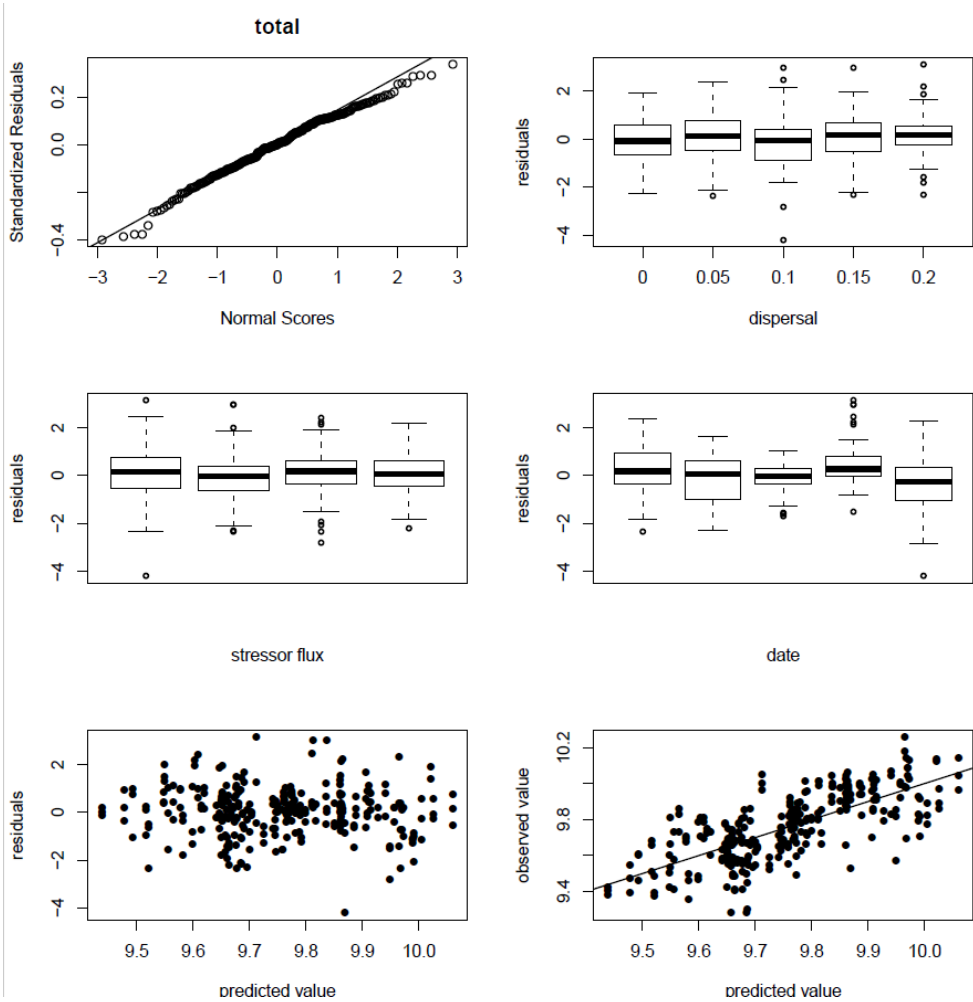 total
Standardized Residuals
0.2
0.0
−0.4
−3 −2 −1 0 1 2 3
Normal Scores
residuals
2
0
−2
−4
0 0.05 0.1 0.15 0.2
dispersal
residuals
2
0
−2
−4
stressor flux
residuals
2
0
−2
−4
date
residuals
2
0
−2
−4
9.5 9.6 9.7 9.8 9.9 10.0
predicted value
observed value
10.2
9.8
9.4
9.5 9.6 9.7 9.8 9.9 10.0
predicted value